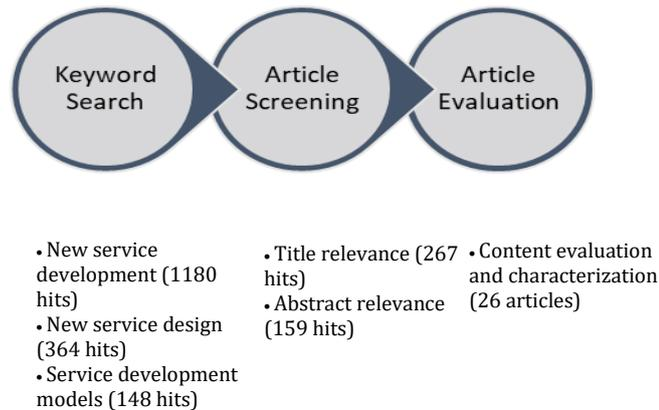 Keyword
Search
Article
Screening
Article
Evaluation
• New service
development (1180
hits)
• New service design
(364 hits)
• Service development
models (148 hits)
• Title relevance (267
hits)
• Abstract relevance
(159 hits)
• Content evaluation
and characterization
(26 articles)